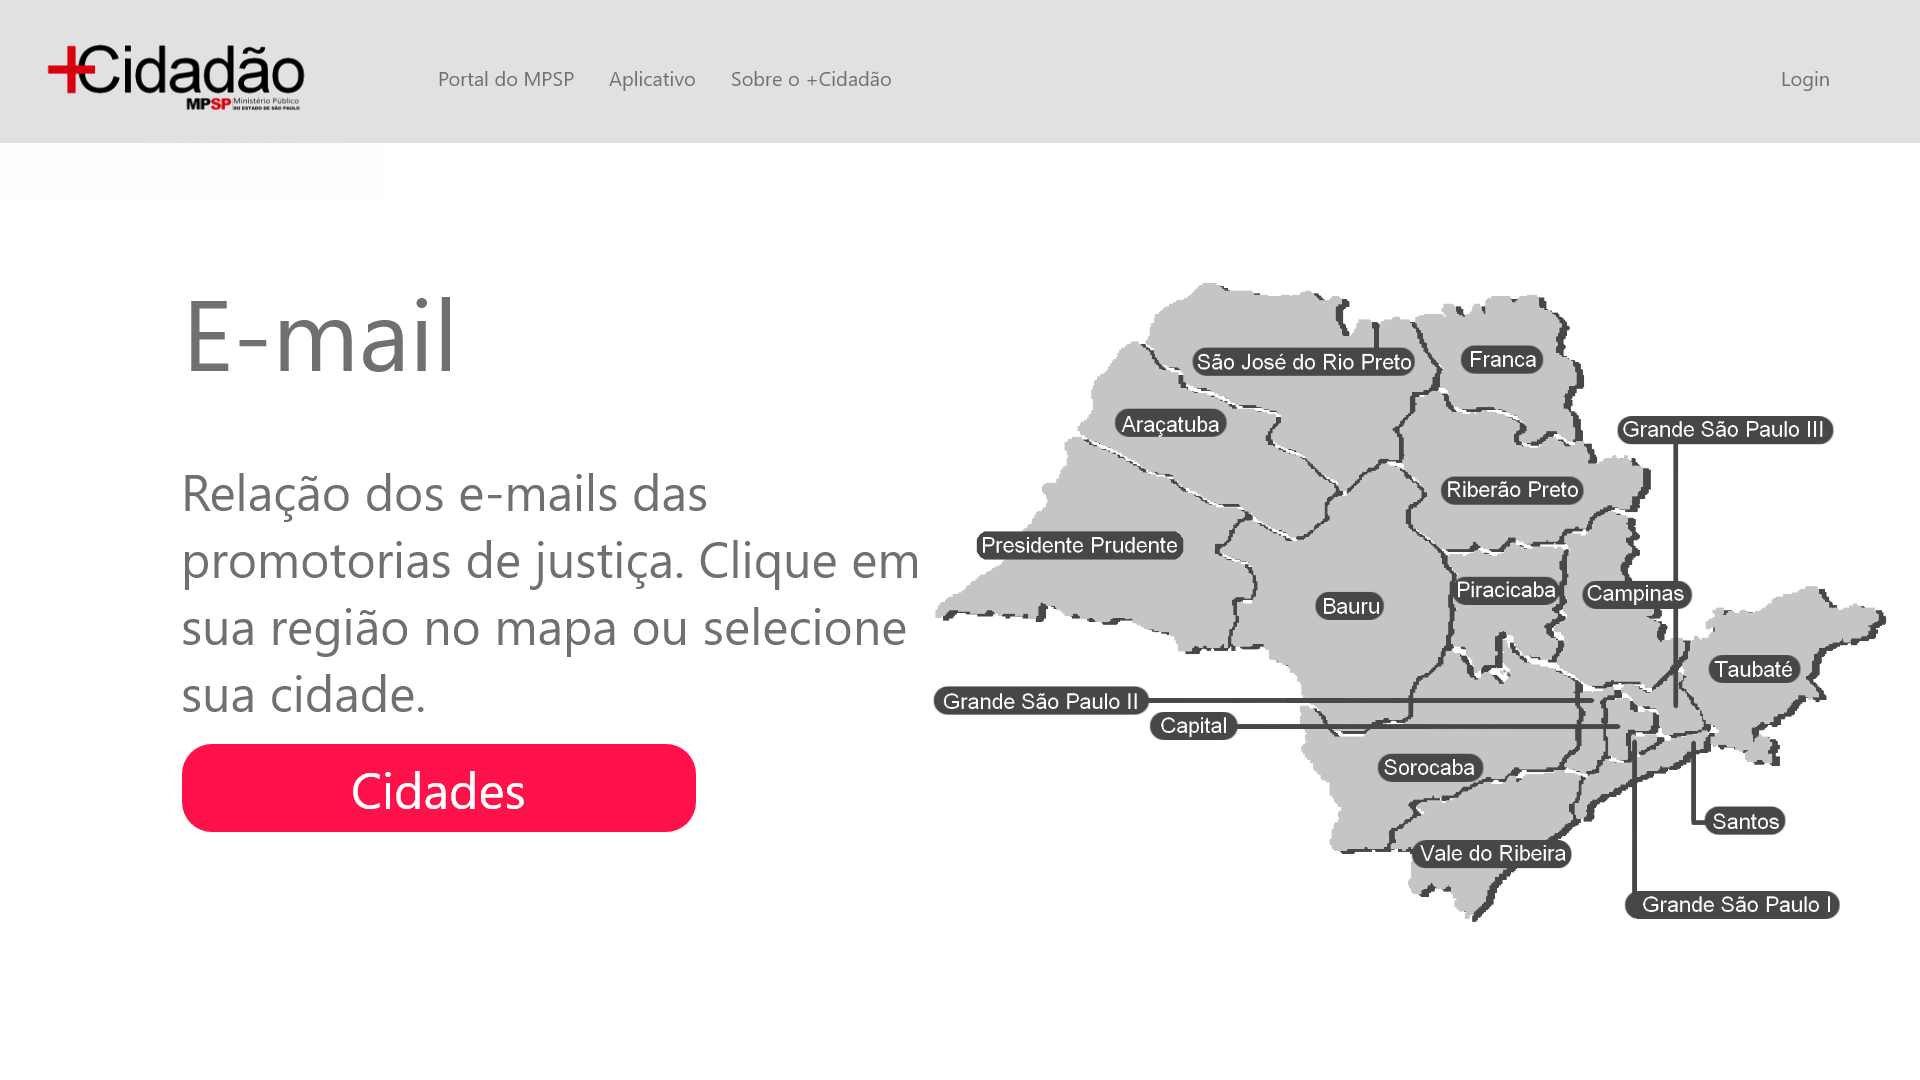 +Cidadão
MPSP Ministério Público
DO ESTADO DE SÃO PAULO
Portal do MPSP
Aplicativo
Sobre o +Cidadão
Login
E-mail
Relação dos e-mails das
promotorias de justiça. Clique em
sua região no mapa ou selecione
sua cidade.
Cidades
São José do Rio Preto
Franca
Araçatuba
Grande São Paulo III
Riberão Preto
Presidente Prudente
Piracicaba
Campinas
Bauru
Taubaté
Grande São Paulo II
Capital
Sorocaba
Santos
Vale do Ribeira
Grande São Paulo I